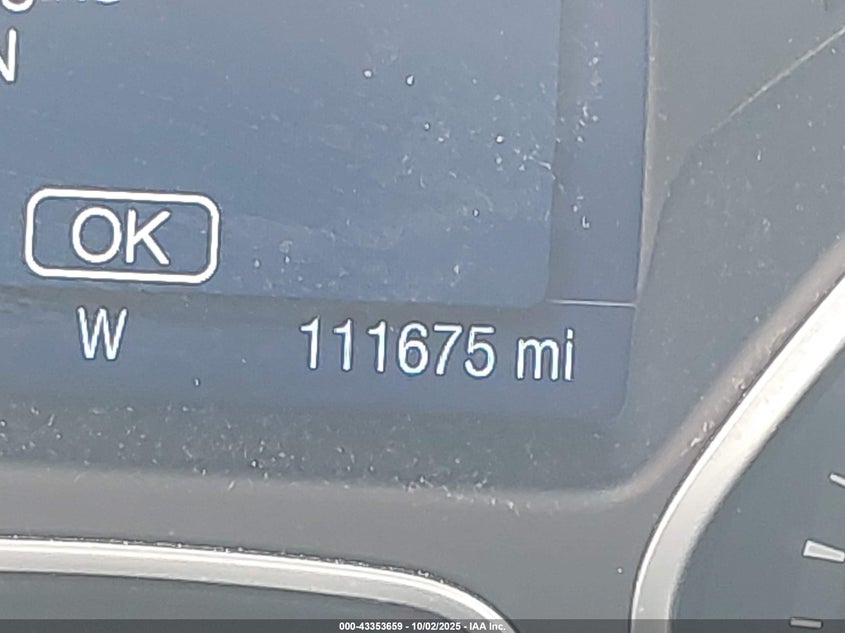 N
OK
W 111675 mi
000-43353659 - 10/02/2025 - IAA Inc.